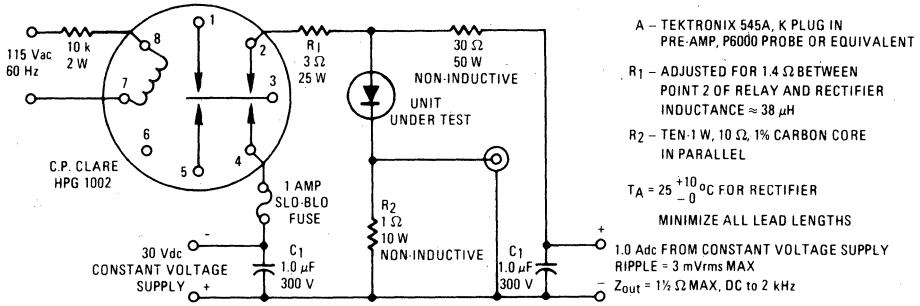 115 Vac
60 Hz
10 k
2 W
8
7
6
5
1
2
3
4
C.P. CLARE
HPG 1002
R1
3 Ω
25 W
30 Ω
50 W
NON-INDUCTIVE
UNIT
UNDER TEST
1 AMP
SLO-BLO
FUSE
R2
1 Ω
10 W
NON-INDUCTIVE
-
30 Vdc
CONSTANT VOLTAGE
SUPPLY
+
C1
1.0 μF
300 V
C1
1.0 μF
300 V
+
1.0 Adc FROM CONSTANT VOLTAGE SUPPLY
RIPPLE = 3 mVrms MAX
– Zout = 1½ Ω MAX, DC to 2 kHz
A – TEKTRONIX 545A, K PLUG IN
PRE-AMP, P6000 PROBE OR EQUIVALENT
R1 – ADJUSTED FOR 1.4 Ω BETWEEN
POINT 2 OF RELAY AND RECTIFIER
INDUCTANCE ≈ 38 μH
R2 – TEN-1 W, 10 Ω, 1% CARBON CORE
IN PARALLEL
TA = 25 +10 -0 °C FOR RECTIFIER
MINIMIZE ALL LEAD LENGTHS